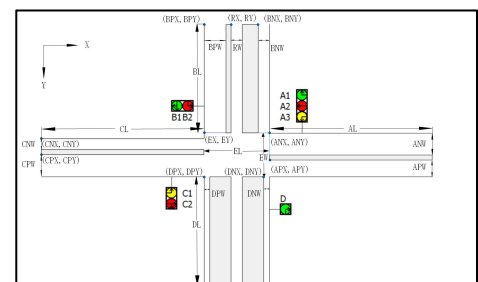 (BPX, BPY) (RX, RY) (BNX, BNY)
X
BPW RW BNW
Y
BL
A1
A2
A3
B1 B2
CL
AL
CNW (CNX, CNY) (EX, EY) (ANX, ANY) ANW
EL
EW
CPW (CPX, CPY) APW
(DPX, DPY) (DNX, DNY) (APX, APY)
C1
C2
DPW DNW
D
DL